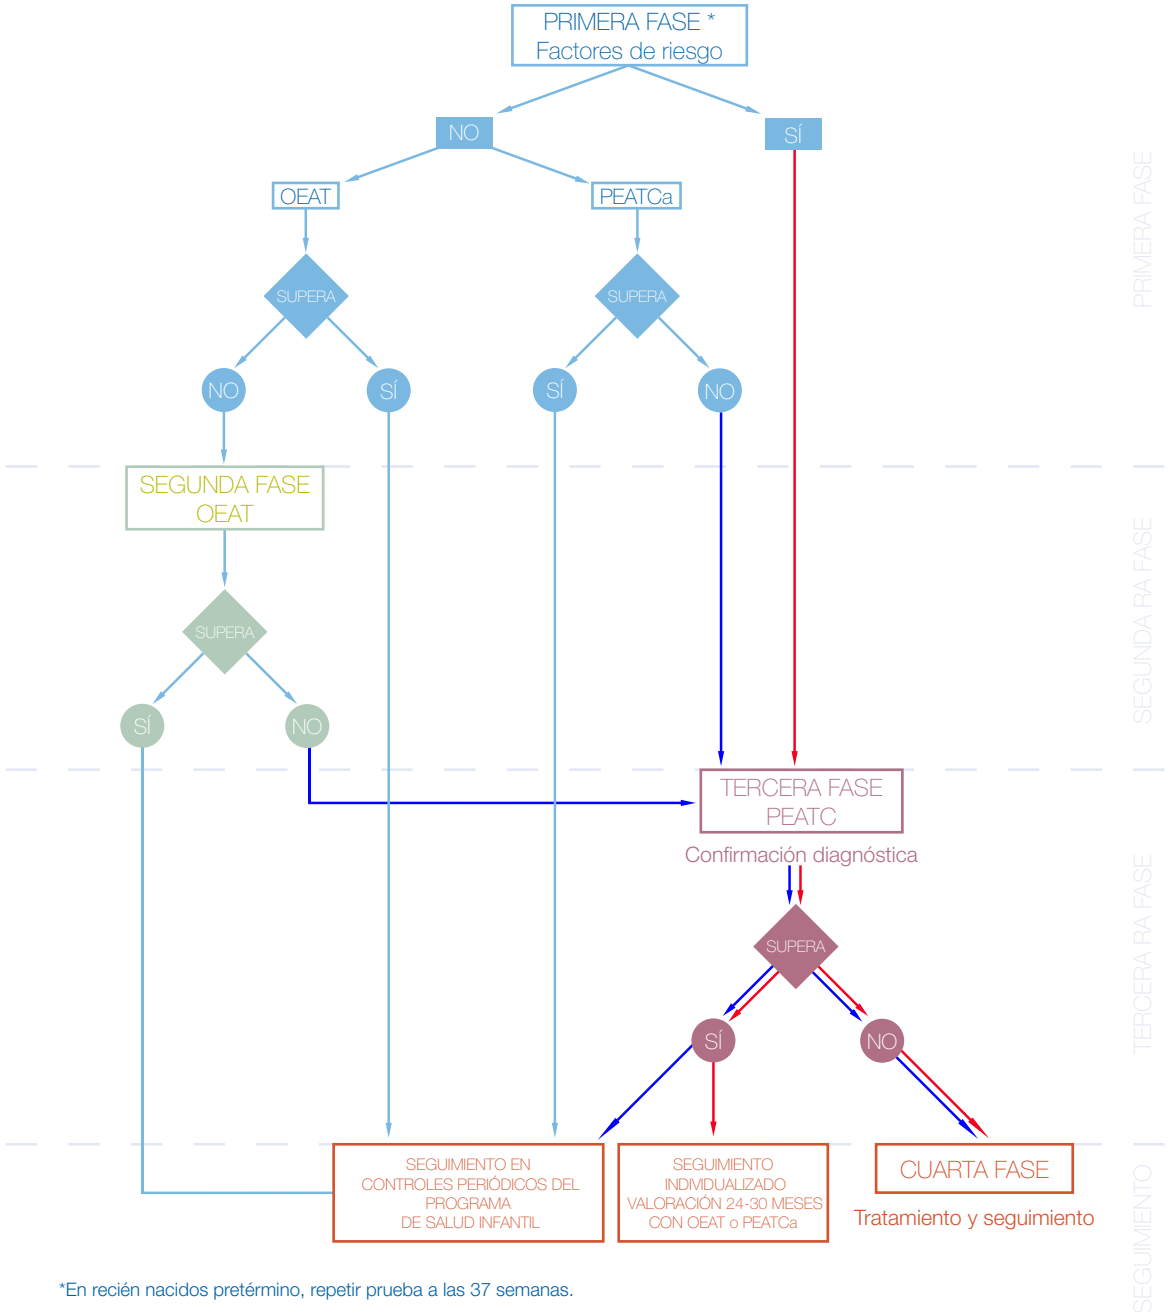 PRIMERA FASE *
Factores de riesgo
NO
SÍ
OEAT
PEATCa
SUPERA
SUPERA
NO
SÍ
SÍ
NO
PRIMERA FASE
SEGUNDA FASE
OEAT
SUPERA
SÍ
NO
SEGUNDA RA FASE
TERCERA FASE
PEATC
Confirmación diagnóstica
SUPERA
SÍ
NO
TERCERA RA FASE
SEGUIMIENTO EN
CONTROLES PERIÓDICOS DEL
PROGRAMA
DE SALUD INFANTIL
SEGUIMIENTO
INDIVIDUALIZADO
VALORACIÓN 24-30 MESES
CON OEAT o PEATCa
CUARTA FASE
Tratamiento y seguimiento
SEGUIMIENTO
*En recién nacidos pretérmino, repetir prueba a las 37 semanas.